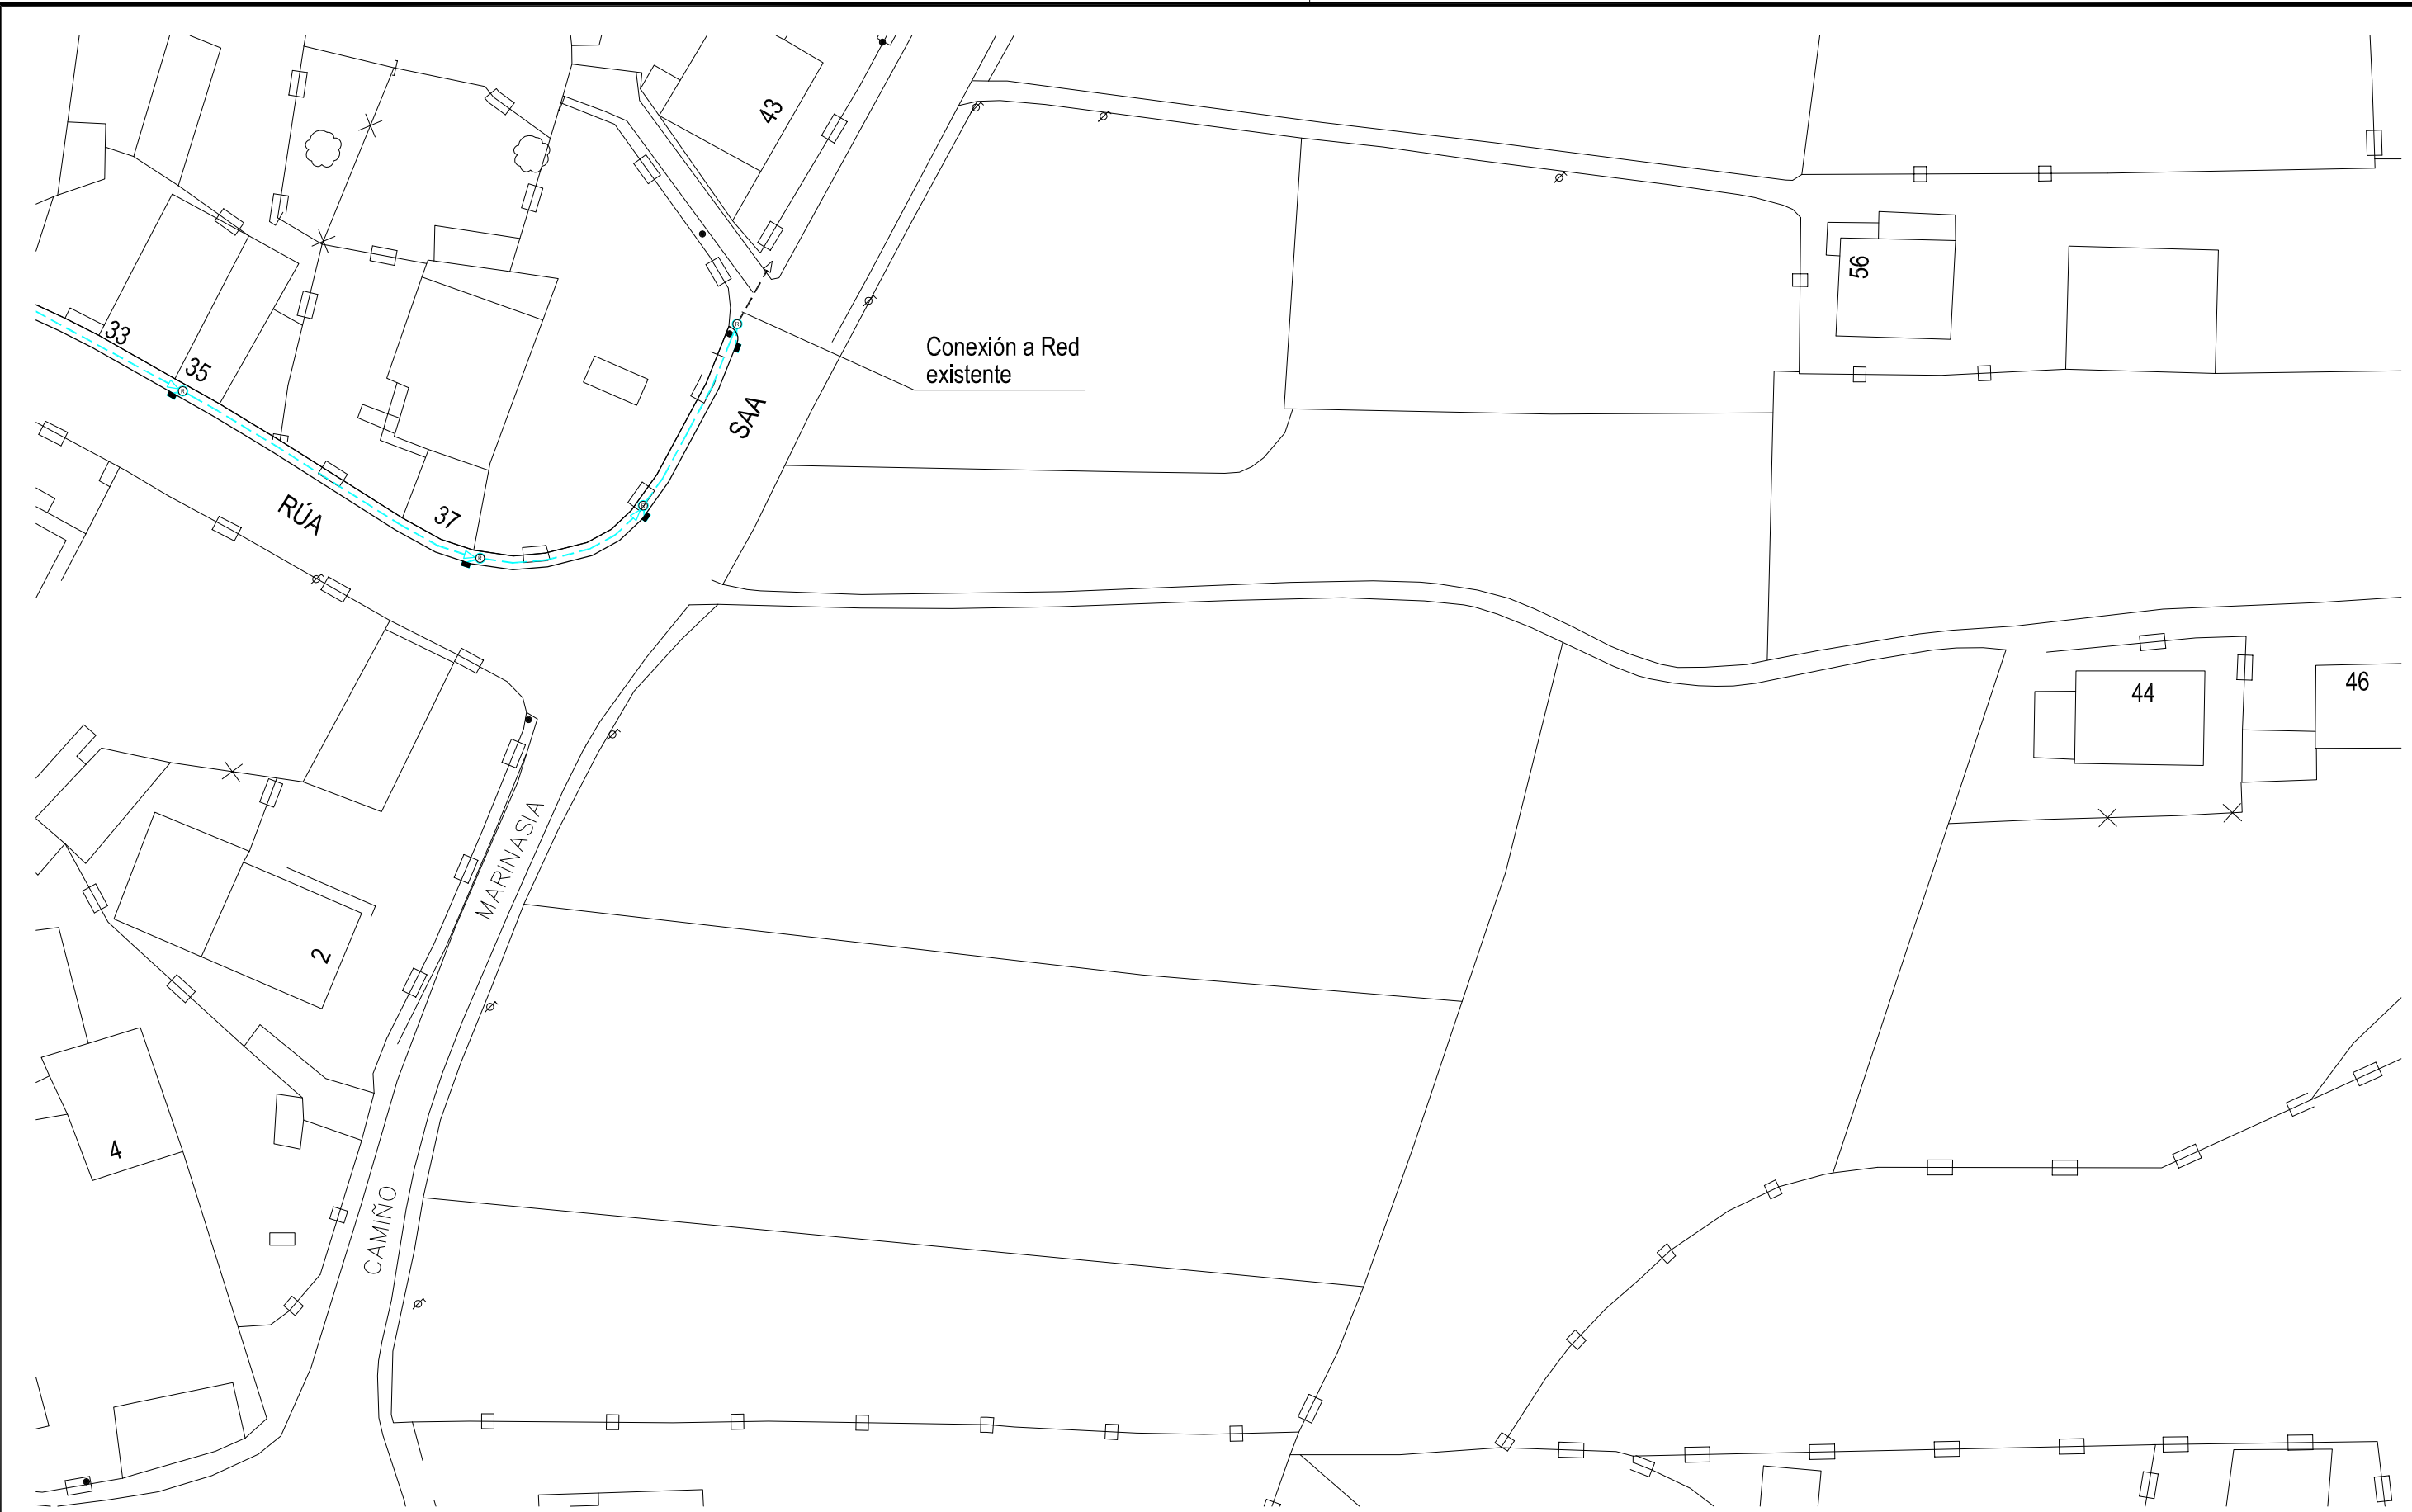 43
33
35
56
Conexión a Red
existente
SAA
RÚA
37
44
46
MARINASIA
2
4
CAMIÑO